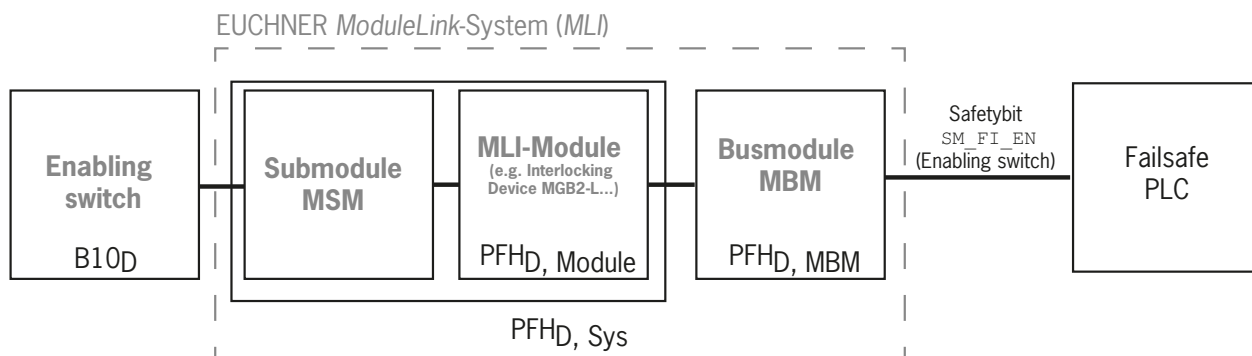 EUCHNER ModuleLink-System (MLI)
Enabling
switch
B10D
Submodule
MSM
MLI-Module
(e.g. Interlocking
Device MGB2-L...)
PFHD, Module
Busmodule
MBM
PFHD, MBM
Safetybit
SM_FI_EN
(Enabling switch)
Failsafe
PLC
PFHD, Sys